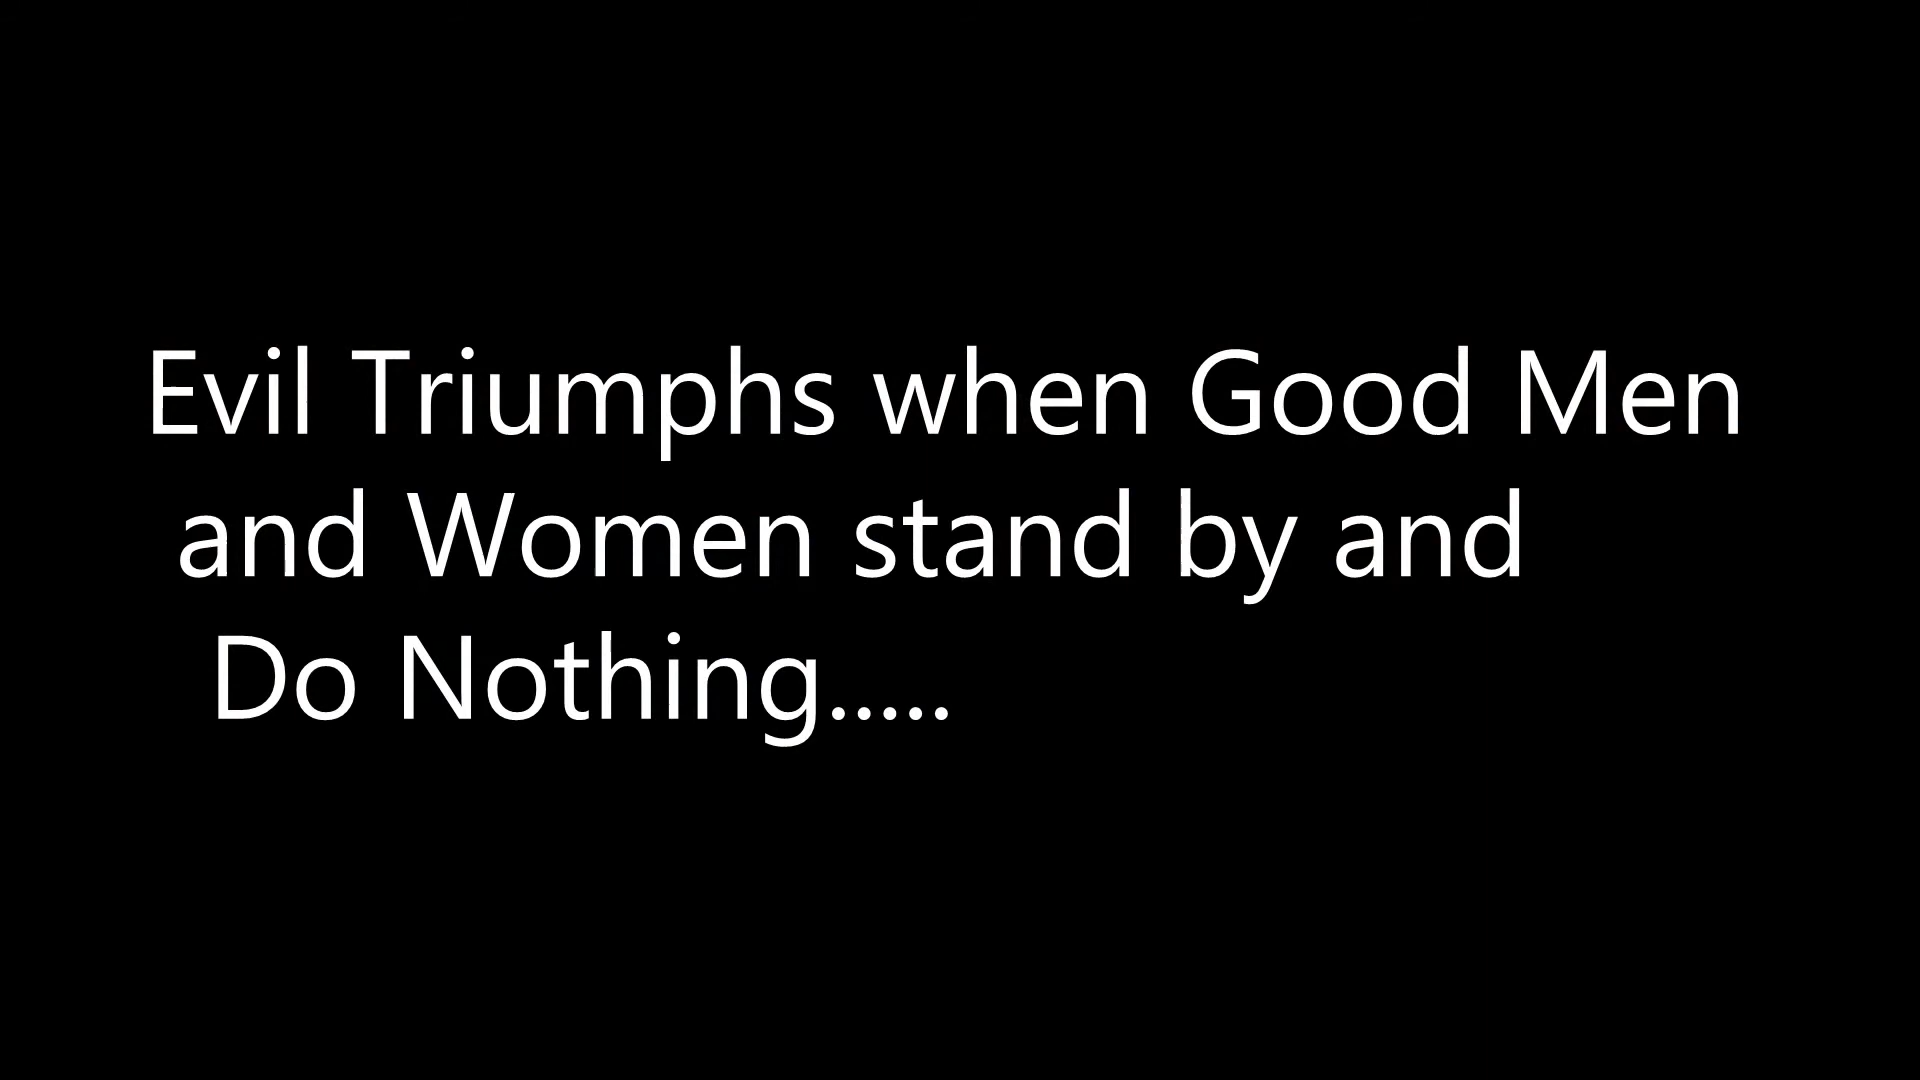 Evil Triumphs when Good Men
and Women stand by and
Do Nothing.....